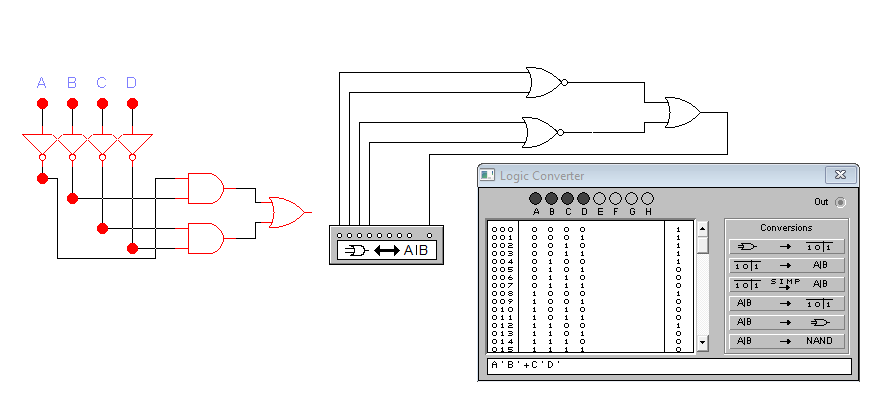 A B C D
Logic Converter
Out
A B C D E F G H
000 0 0 0 0 1
001 0 0 0 1 1
002 0 0 1 0 1
003 0 0 1 1 1
004 0 1 0 0 1
005 0 1 0 1 0
006 0 1 1 0 0
007 0 1 1 1 0
008 1 0 0 0 1
009 1 0 0 1 0
010 1 0 1 0 0
011 1 0 1 1 0
012 1 1 0 0 1
013 1 1 0 1 0
014 1 1 1 0 0
015 1 1 1 1 0
Conversions
→ 1 0 1
1 0 1 → A|B
1 0 1 SIMP → A|B
A|B → 1 0 1
A|B →
A|B → NAND
A'B'+C'D'
A|B